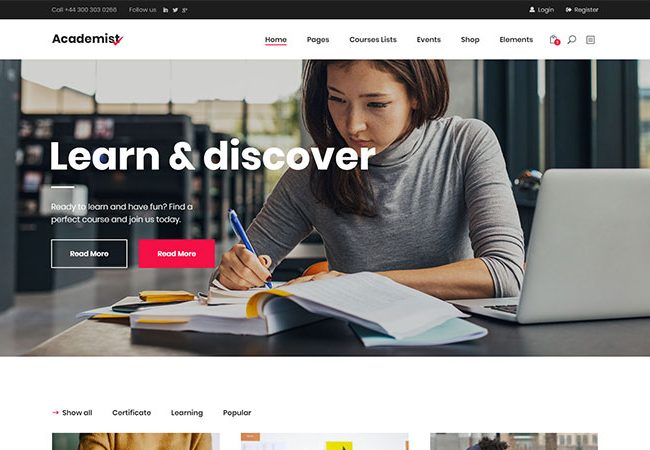 Call +44 300 303 0266 Follow us Login Register
Academist Home Pages Courses Lists Events Shop Elements
Learn & discover
Ready to learn and have fun? Find a
perfect course and join us today.
Read More Read More
Show all Certificate Learning Popular